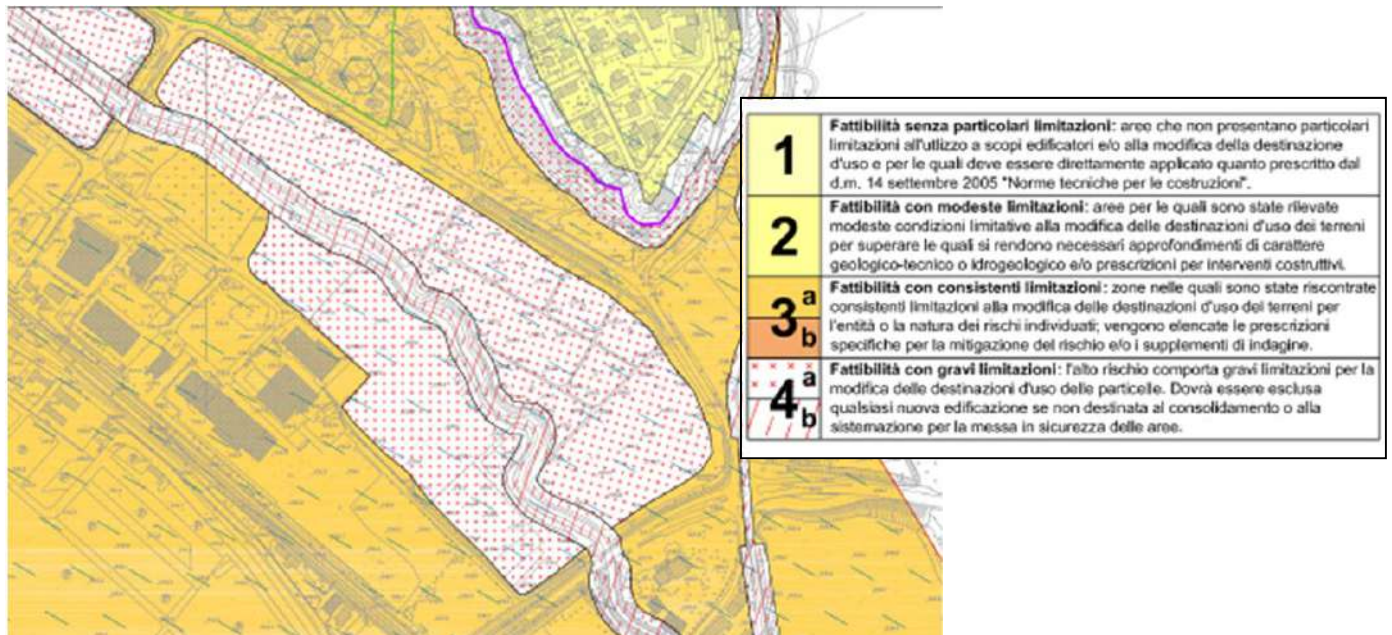 1
Fattibilità senza particolari limitazioni: aree che non presentano particolari
limitazioni all'utlizzo a scopi edificatori e/o alla modifica della destinazione
d'uso e per le quali deve essere direttamente applicato quanto prescritto dal
d.m. 14 settembre 2005 "Norme tecniche per le costruzioni".
2
Fattibilità con modeste limitazioni: aree per le quali sono state rilevate
modeste condizioni limitative alla modifica delle destinazioni d'uso dei terreni
per superare le quali si rendono necessari approfondimenti di carattere
geologico-tecnico o idrogeologico e/o prescrizioni per interventi costruttivi.
3 a
b
Fattibilità con consistenti limitazioni: zone nelle quali sono state riscontrate
consistenti limitazioni alla modifica delle destinazioni d'uso dei terreni per
l'entità o la natura dei rischi individuati; vengono elencate le prescrizioni
specifiche per la mitigazione del rischio e/o i supplementi di indagine.
4 a
b
Fattibilità con gravi limitazioni: l'alto rischio comporta gravi limitazioni per la
modifica delle destinazioni d'uso delle particelle. Dovrà essere esclusa
qualsiasi nuova edificazione se non destinata al consolidamento o alla
sistemazione per la messa in sicurezza delle aree.